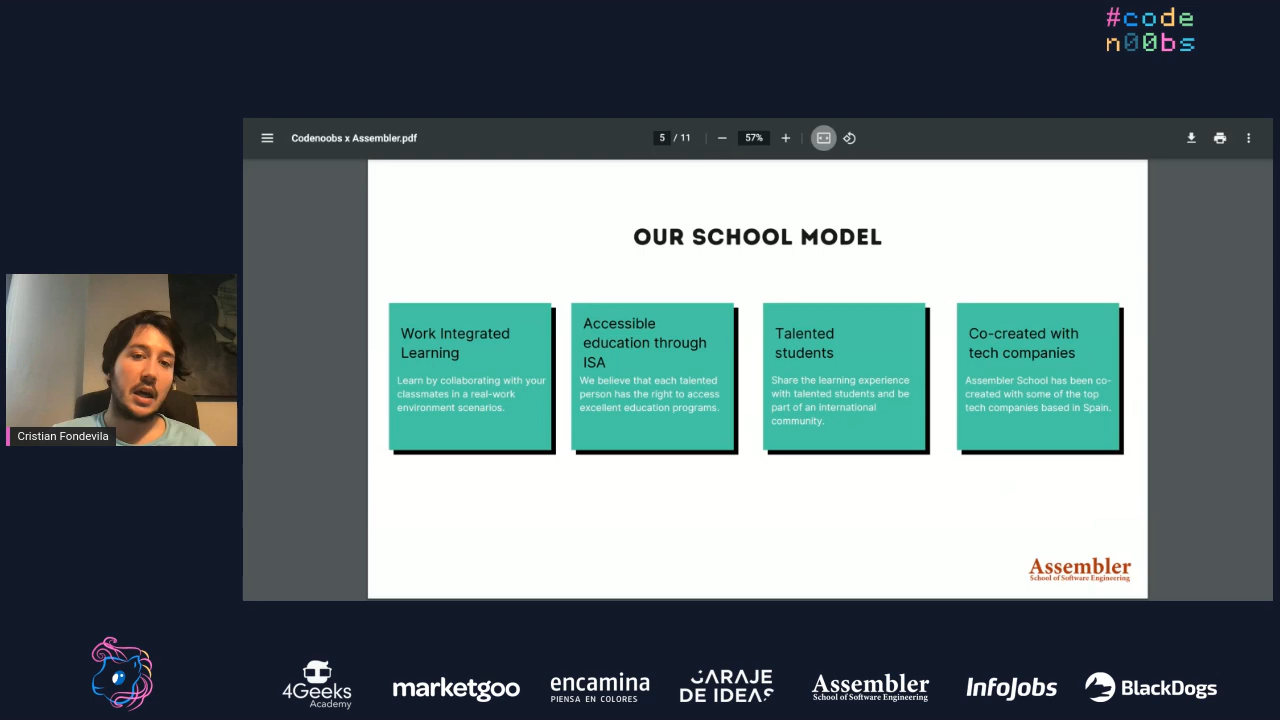 #code
n00bs
Codenoobs x Assembler.pdf
5 / 11
57%
OUR SCHOOL MODEL
Work Integrated
Learning
Learn by collaborating with your
classmates in a real-work
environment scenarios.
Accessible
education through
ISA
We believe that each talented
person has the right to access
excellent education programs.
Talented
students
Share the learning experience
with talented students and be
part of an international
community.
Co-created with
tech companies
Assembler School has been co-
created with some of the top
tech companies based in Spain.
Assembler
School of Software Engineering
Cristian Fondevila
4Geeks
Academy
marketgoo
encamina
PIENSA EN COLORES
GARAJE
DE IDEAS
Assembler
School of Software Engineering
InfoJobs
BlackDogs